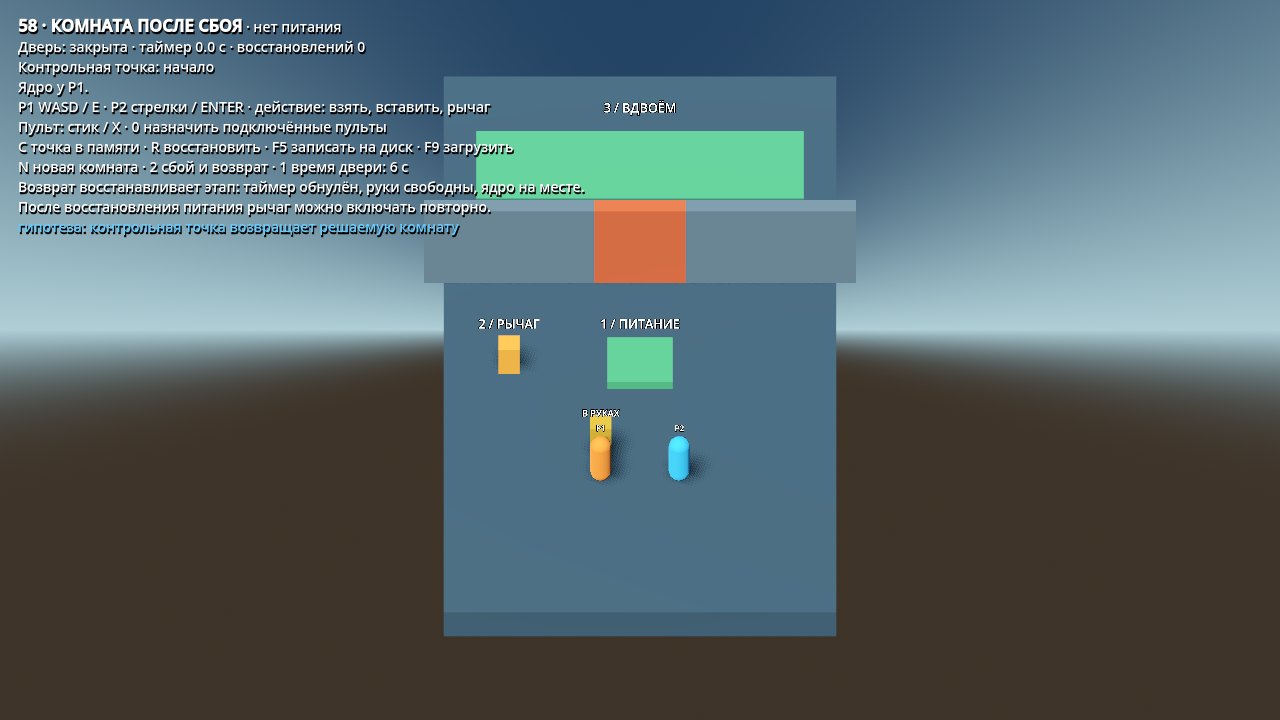 58 · КОМНАТА ПОСЛЕ СБОЯ · нет питания
Дверь: закрыта · таймер 0.0 с · восстановлений 0
Контрольная точка: начало
Ядро у P1.
P1 WASD / E · P2 стрелки / ENTER · действие: взять, вставить, рычаг
Пульт: стик / X · 0 назначить подключённые пульты
C точка в памяти · R восстановить · F5 записать на диск · F9 загрузить
N новая комната · 2 сбой и возврат · 1 время двери: 6 с
Возврат восстанавливает этап: таймер обнулён, руки свободны, ядро на месте.
После восстановления питания рычаг можно включать повторно.
гипотеза: контрольная точка возвращает решаемую комнату
3 / ВДВОЁМ
2 / РЫЧАГ
1 / ПИТАНИЕ
В РУКАХ
P1
P2